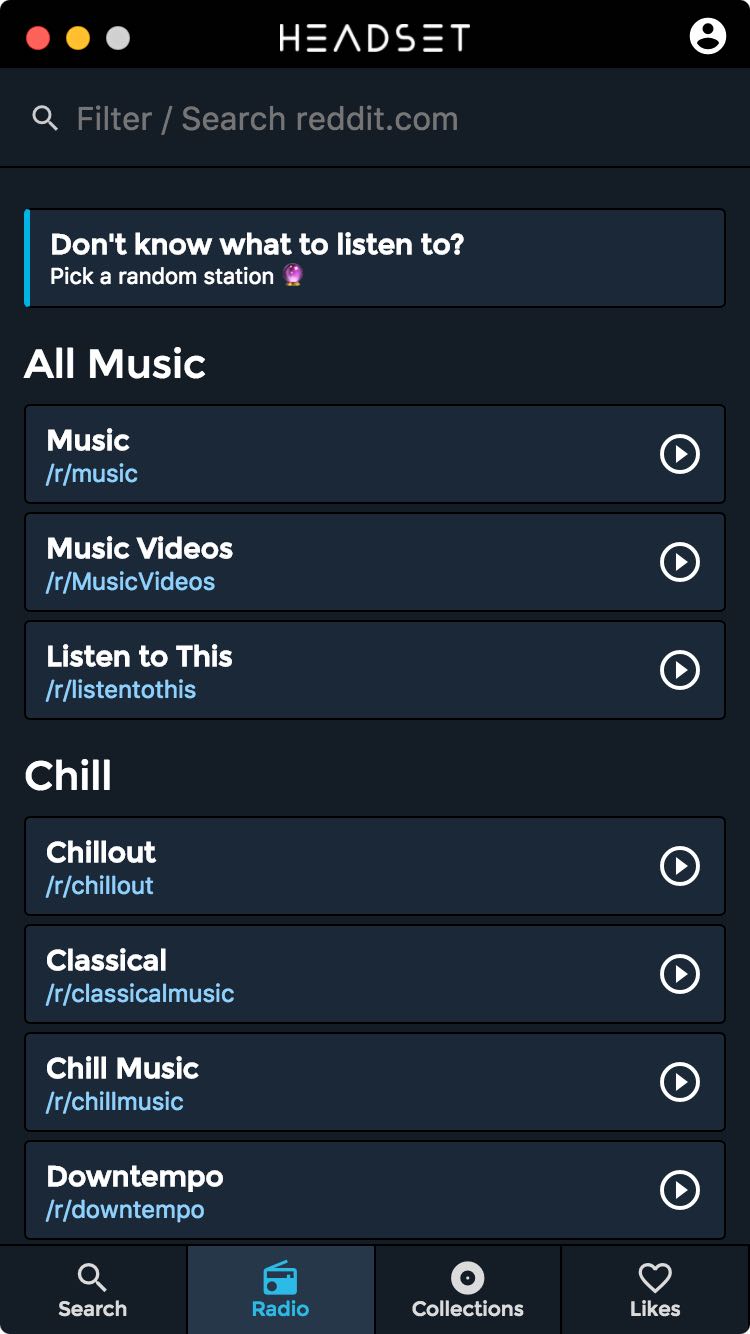 HEADSET
Filter / Search reddit.com
Don't know what to listen to?
Pick a random station 🔮
All Music
Music
/r/music
Music Videos
/r/MusicVideos
Listen to This
/r/listentothis
Chill
Chillout
/r/chillout
Classical
/r/classicalmusic
Chill Music
/r/chillmusic
Downtempo
/r/downtempo
Search Radio Collections Likes